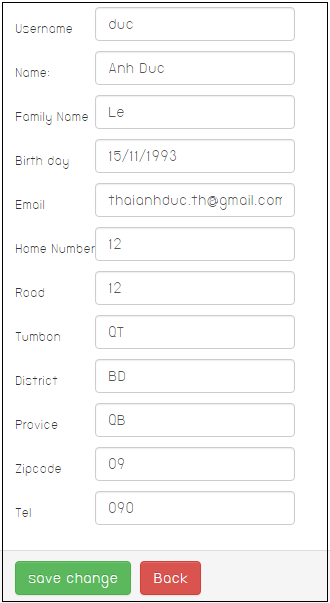 Username duc
Name: Anh Duc
Family Name Le
Birth day 15/11/1993
Email thaianhduc.th@gmail.com
Home Number 12
Road 12
Tumbon QT
District BD
Provice QB
Zipcode 09
Tel 090
save change Back